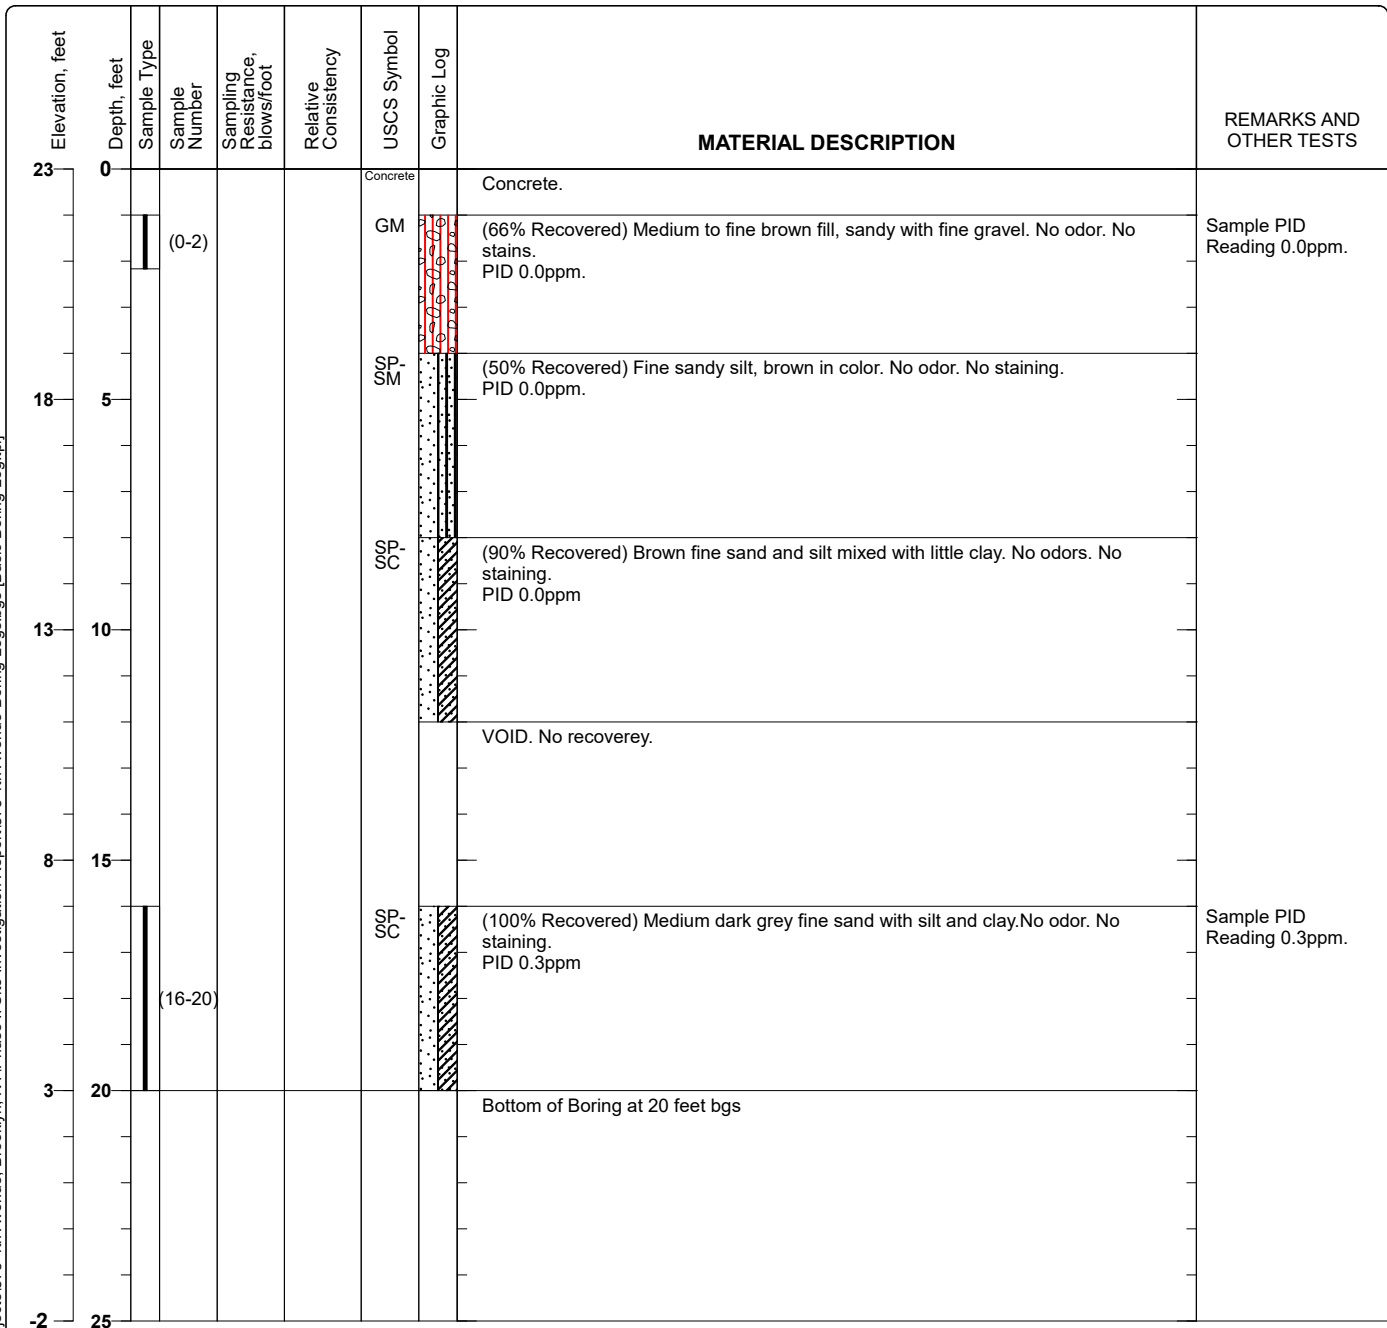 Elevation, feet
Depth, feet
Sample Type
Sample
Number
Sampling
Resistance,
blows/foot
Relative
Consistency
USCS Symbol
Graphic Log
MATERIAL DESCRIPTION
REMARKS AND
OTHER TESTS
23 0
Concrete
Concrete.
GM
(0-2)
(66% Recovered) Medium to fine brown fill, sandy with fine gravel. No odor. No
stains.
PID 0.0ppm.
Sample PID
Reading 0.0ppm.
SP-
SM
(50% Recovered) Fine sandy silt, brown in color. No odor. No staining.
PID 0.0ppm.
18 5
SP-
SC
(90% Recovered) Brown fine sand and silt mixed with little clay. No odors. No
staining.
PID 0.0ppm
13 10
VOID. No recoverey.
8 15
SP-
SC
(100% Recovered) Medium dark grey fine sand with silt and clay.No odor. No
staining.
PID 0.3ppm
Sample PID
Reading 0.3ppm.
(16-20)
3 20
Bottom of Boring at 20 feet bgs
-2 25